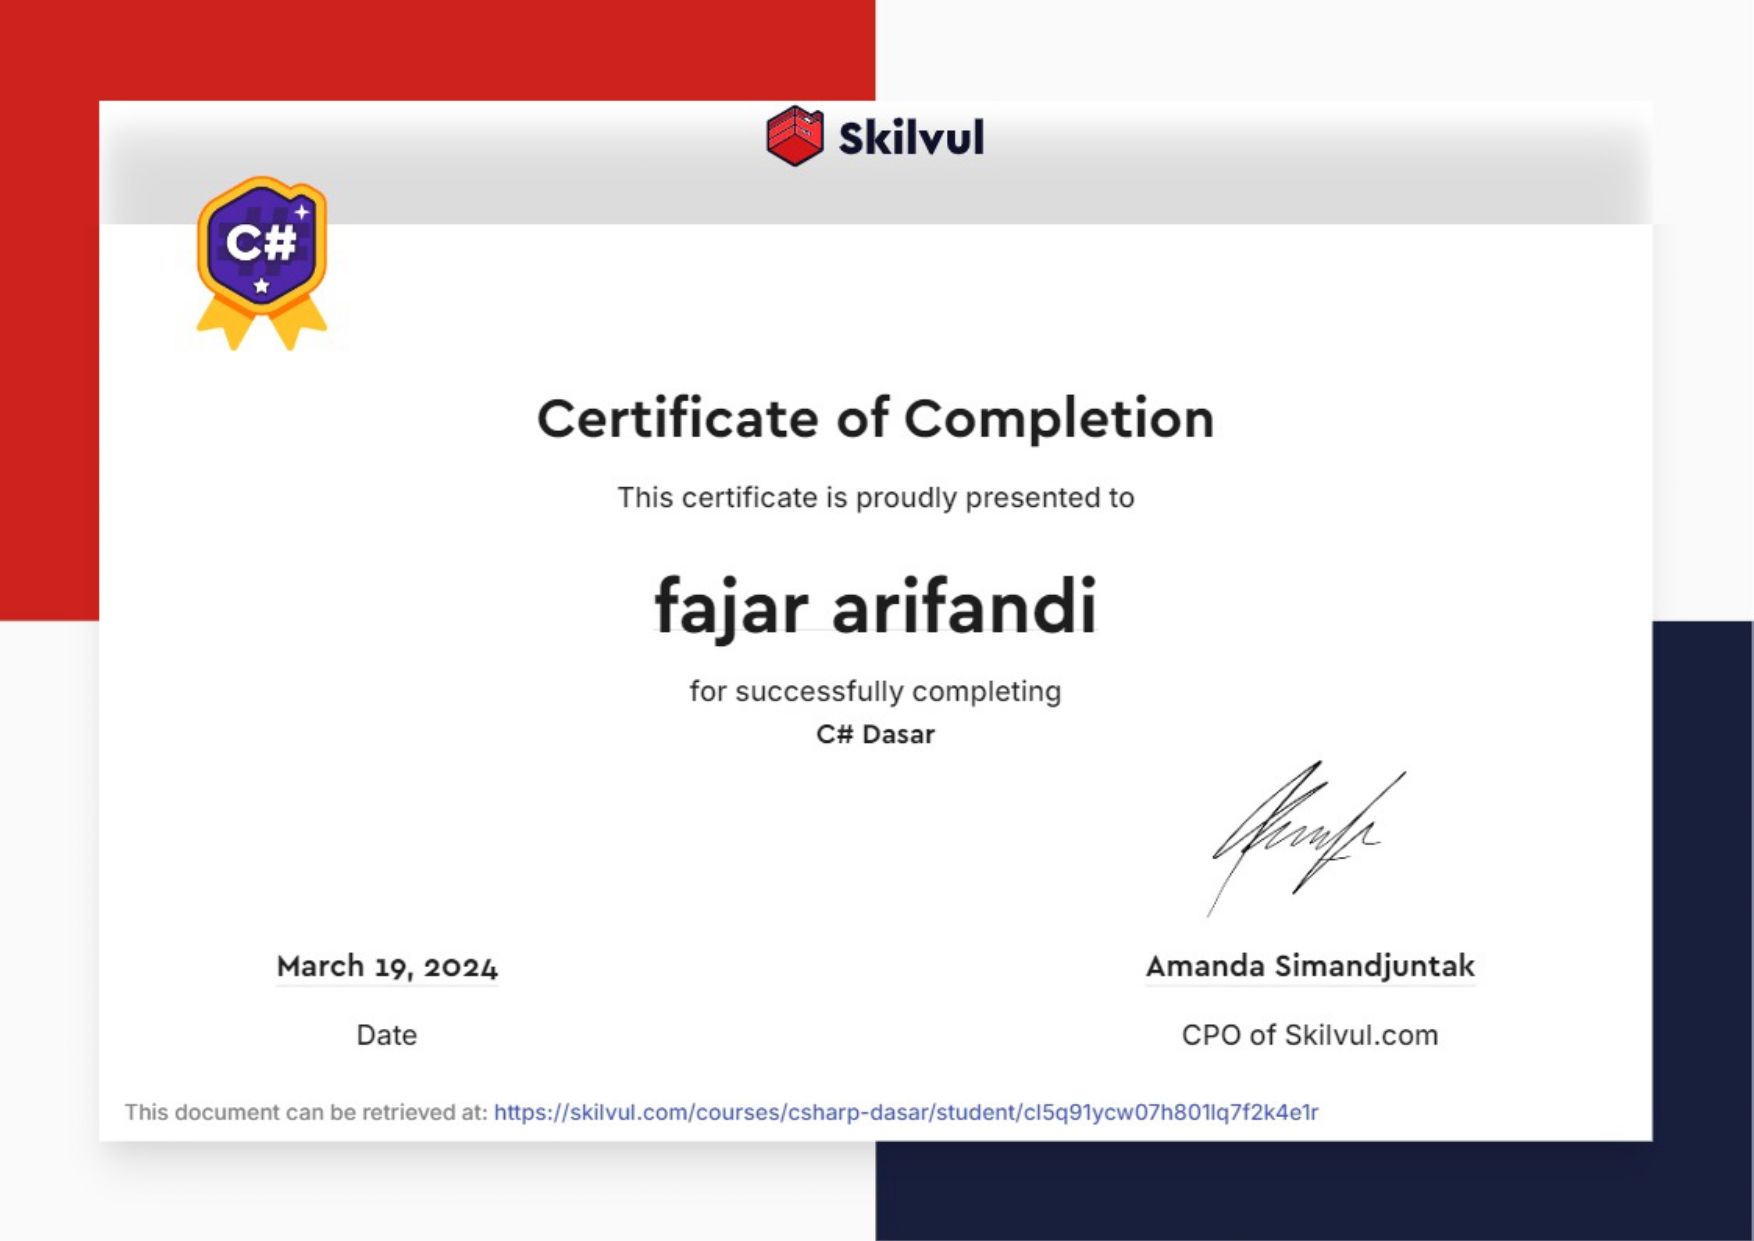 Skilvul
C#
Certificate of Completion
This certificate is proudly presented to
fajar arifandi
for successfully completing
C# Dasar
March 19, 2024
Date
Amanda Simandjuntak
CPO of Skilvul.com
This document can be retrieved at: https://skilvul.com/courses/csharp-dasar/student/cl5q91ycw07h801lq7f2k4e1r